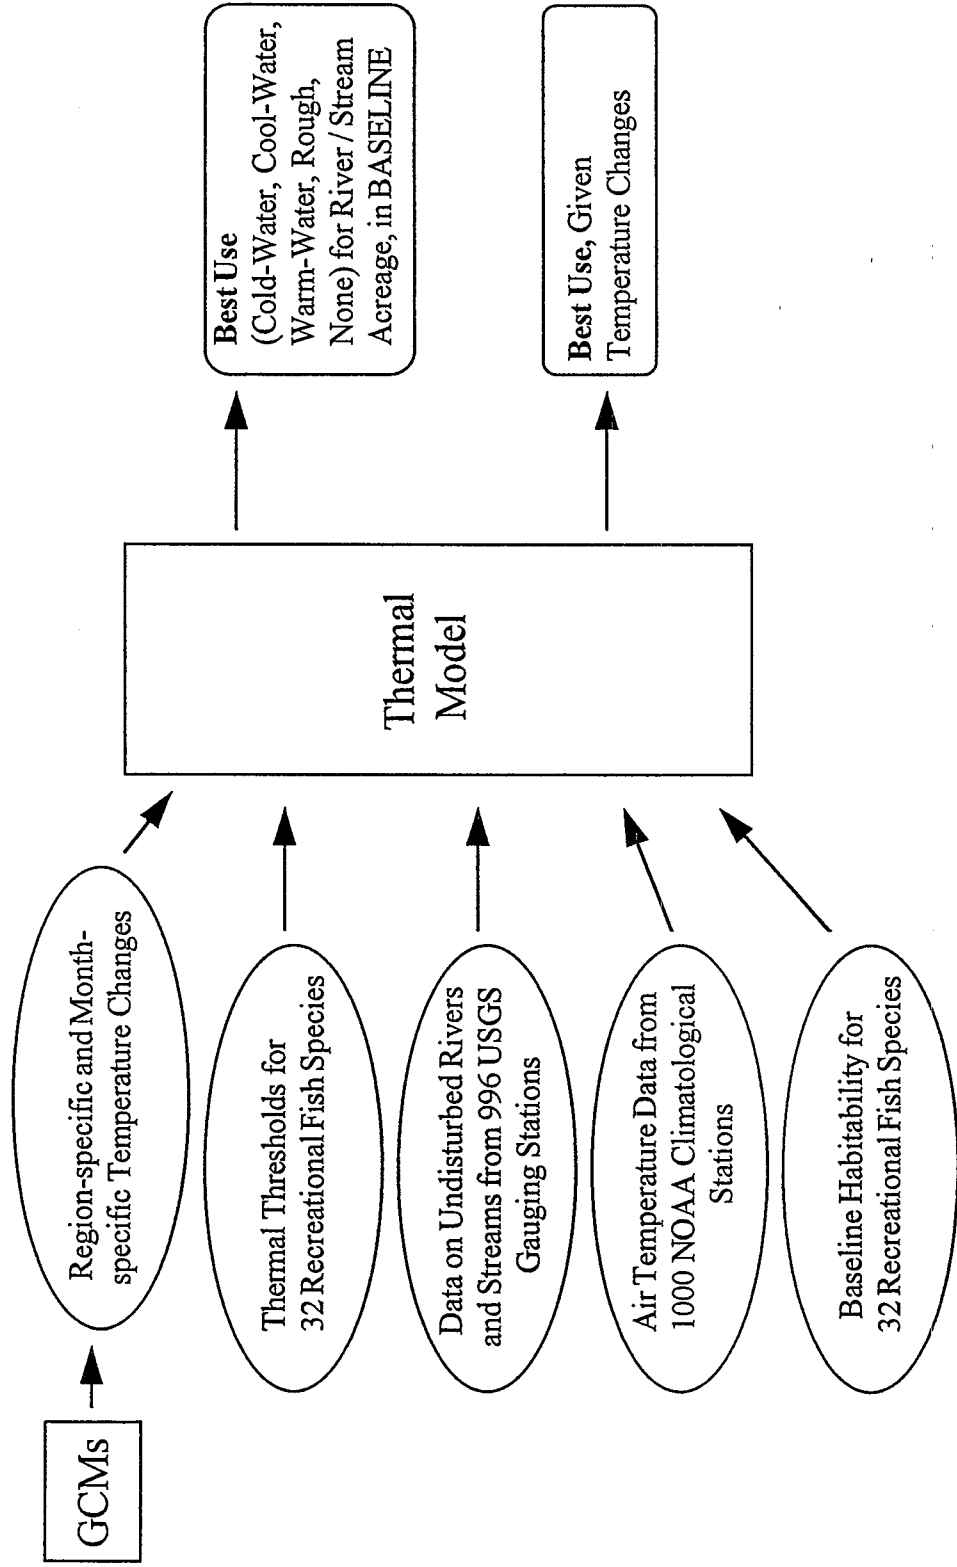 GCMs
Region-specific and Month-
specific Temperature Changes
Thermal Thresholds for
32 Recreational Fish Species
Data on Undisturbed Rivers
and Streams from 996 USGS
Gauging Stations
Air Temperature Data from
1000 NOAA Climatological
Stations
Baseline Habitability for
32 Recreational Fish Species
Thermal
Model
Best Use
(Cold-Water, Cool-Water,
Warm-Water, Rough,
None) for River / Stream
Acreage, in BASELINE
Best Use, Given
Temperature Changes